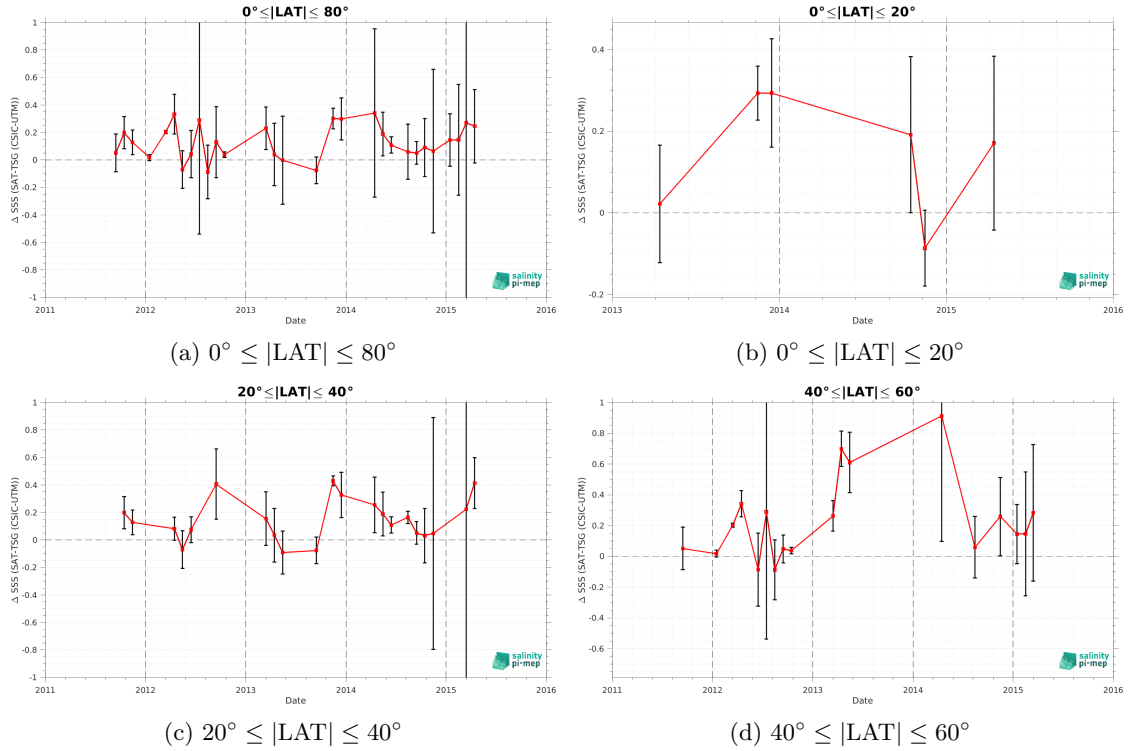 0°≤|LAT|≤ 80°
Δ SSS (SAT-TSG (CSIC-UTM))
1
0.8
0.6
0.4
0.2
0
-0.2
-0.4
-0.6
-0.8
-1
2011 2012 2013 2014 2015 2016
Date
salinity
pi-mep
(a) 0° ≤ |LAT| ≤ 80°
0°≤|LAT|≤ 20°
Δ SSS (SAT-TSG (CSIC-UTM))
0.4
0.2
0
-0.2
2013 2014 2015 2016
Date
salinity
pi-mep
(b) 0° ≤ |LAT| ≤ 20°
20°≤|LAT|≤ 40°
Δ SSS (SAT-TSG (CSIC-UTM))
1
0.8
0.6
0.4
0.2
0
-0.2
-0.4
-0.6
-0.8
-1
2011 2012 2013 2014 2015 2016
Date
salinity
pi-mep
(c) 20° ≤ |LAT| ≤ 40°
40°≤|LAT|≤ 60°
Δ SSS (SAT-TSG (CSIC-UTM))
1
0.8
0.6
0.4
0.2
0
-0.2
-0.4
-0.6
2011 2012 2013 2014 2015 2016
Date
salinity
pi-mep
(d) 40° ≤ |LAT| ≤ 60°